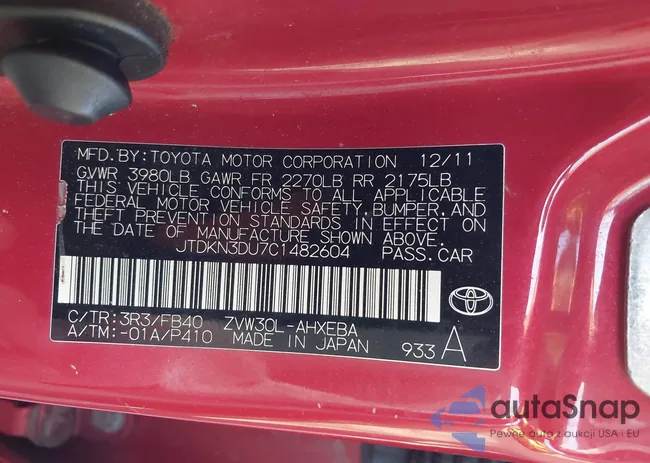 MFD.BY:TOYOTA MOTOR CORPORATION 12/11
GVWR 3980LB GAWR FR 2270LB RR 2175LB
THIS VEHICLE CONFORMS TO ALL APPLICABLE
FEDERAL MOTOR VEHICLE SAFETY, BUMPER, AND
THEFT PREVENTION STANDARDS IN EFFECT ON
THE DATE OF MANUFACTURE SHOWN ABOVE.
JTDKN3DU7C1482604 PASS.CAR
C/TR:3R3/FB40 ZVW30L-AHXEBA
A/TM:-01A/P410 MADE IN JAPAN 933 A
autoSnap
Pewne auto z aukcji USA i EU